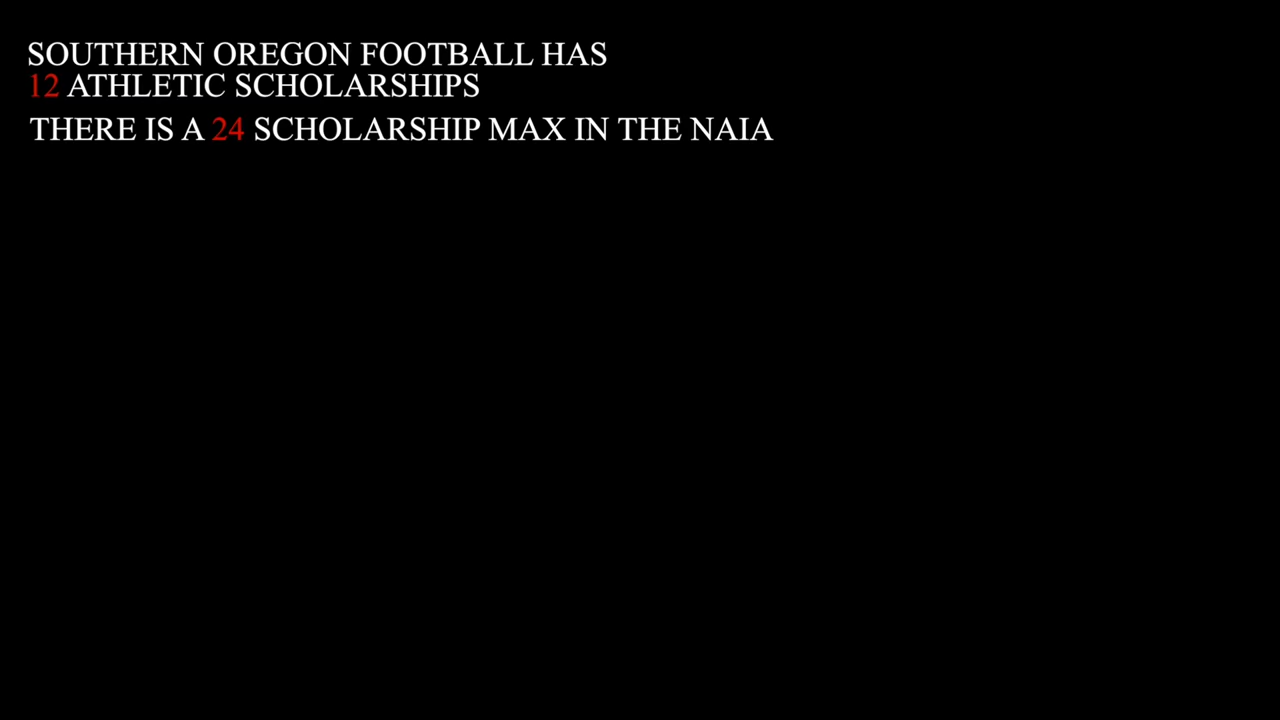 SOUTHERN OREGON FOOTBALL HAS
12 ATHLETIC SCHOLARSHIPS
THERE IS A 24 SCHOLARSHIP MAX IN THE NAIA